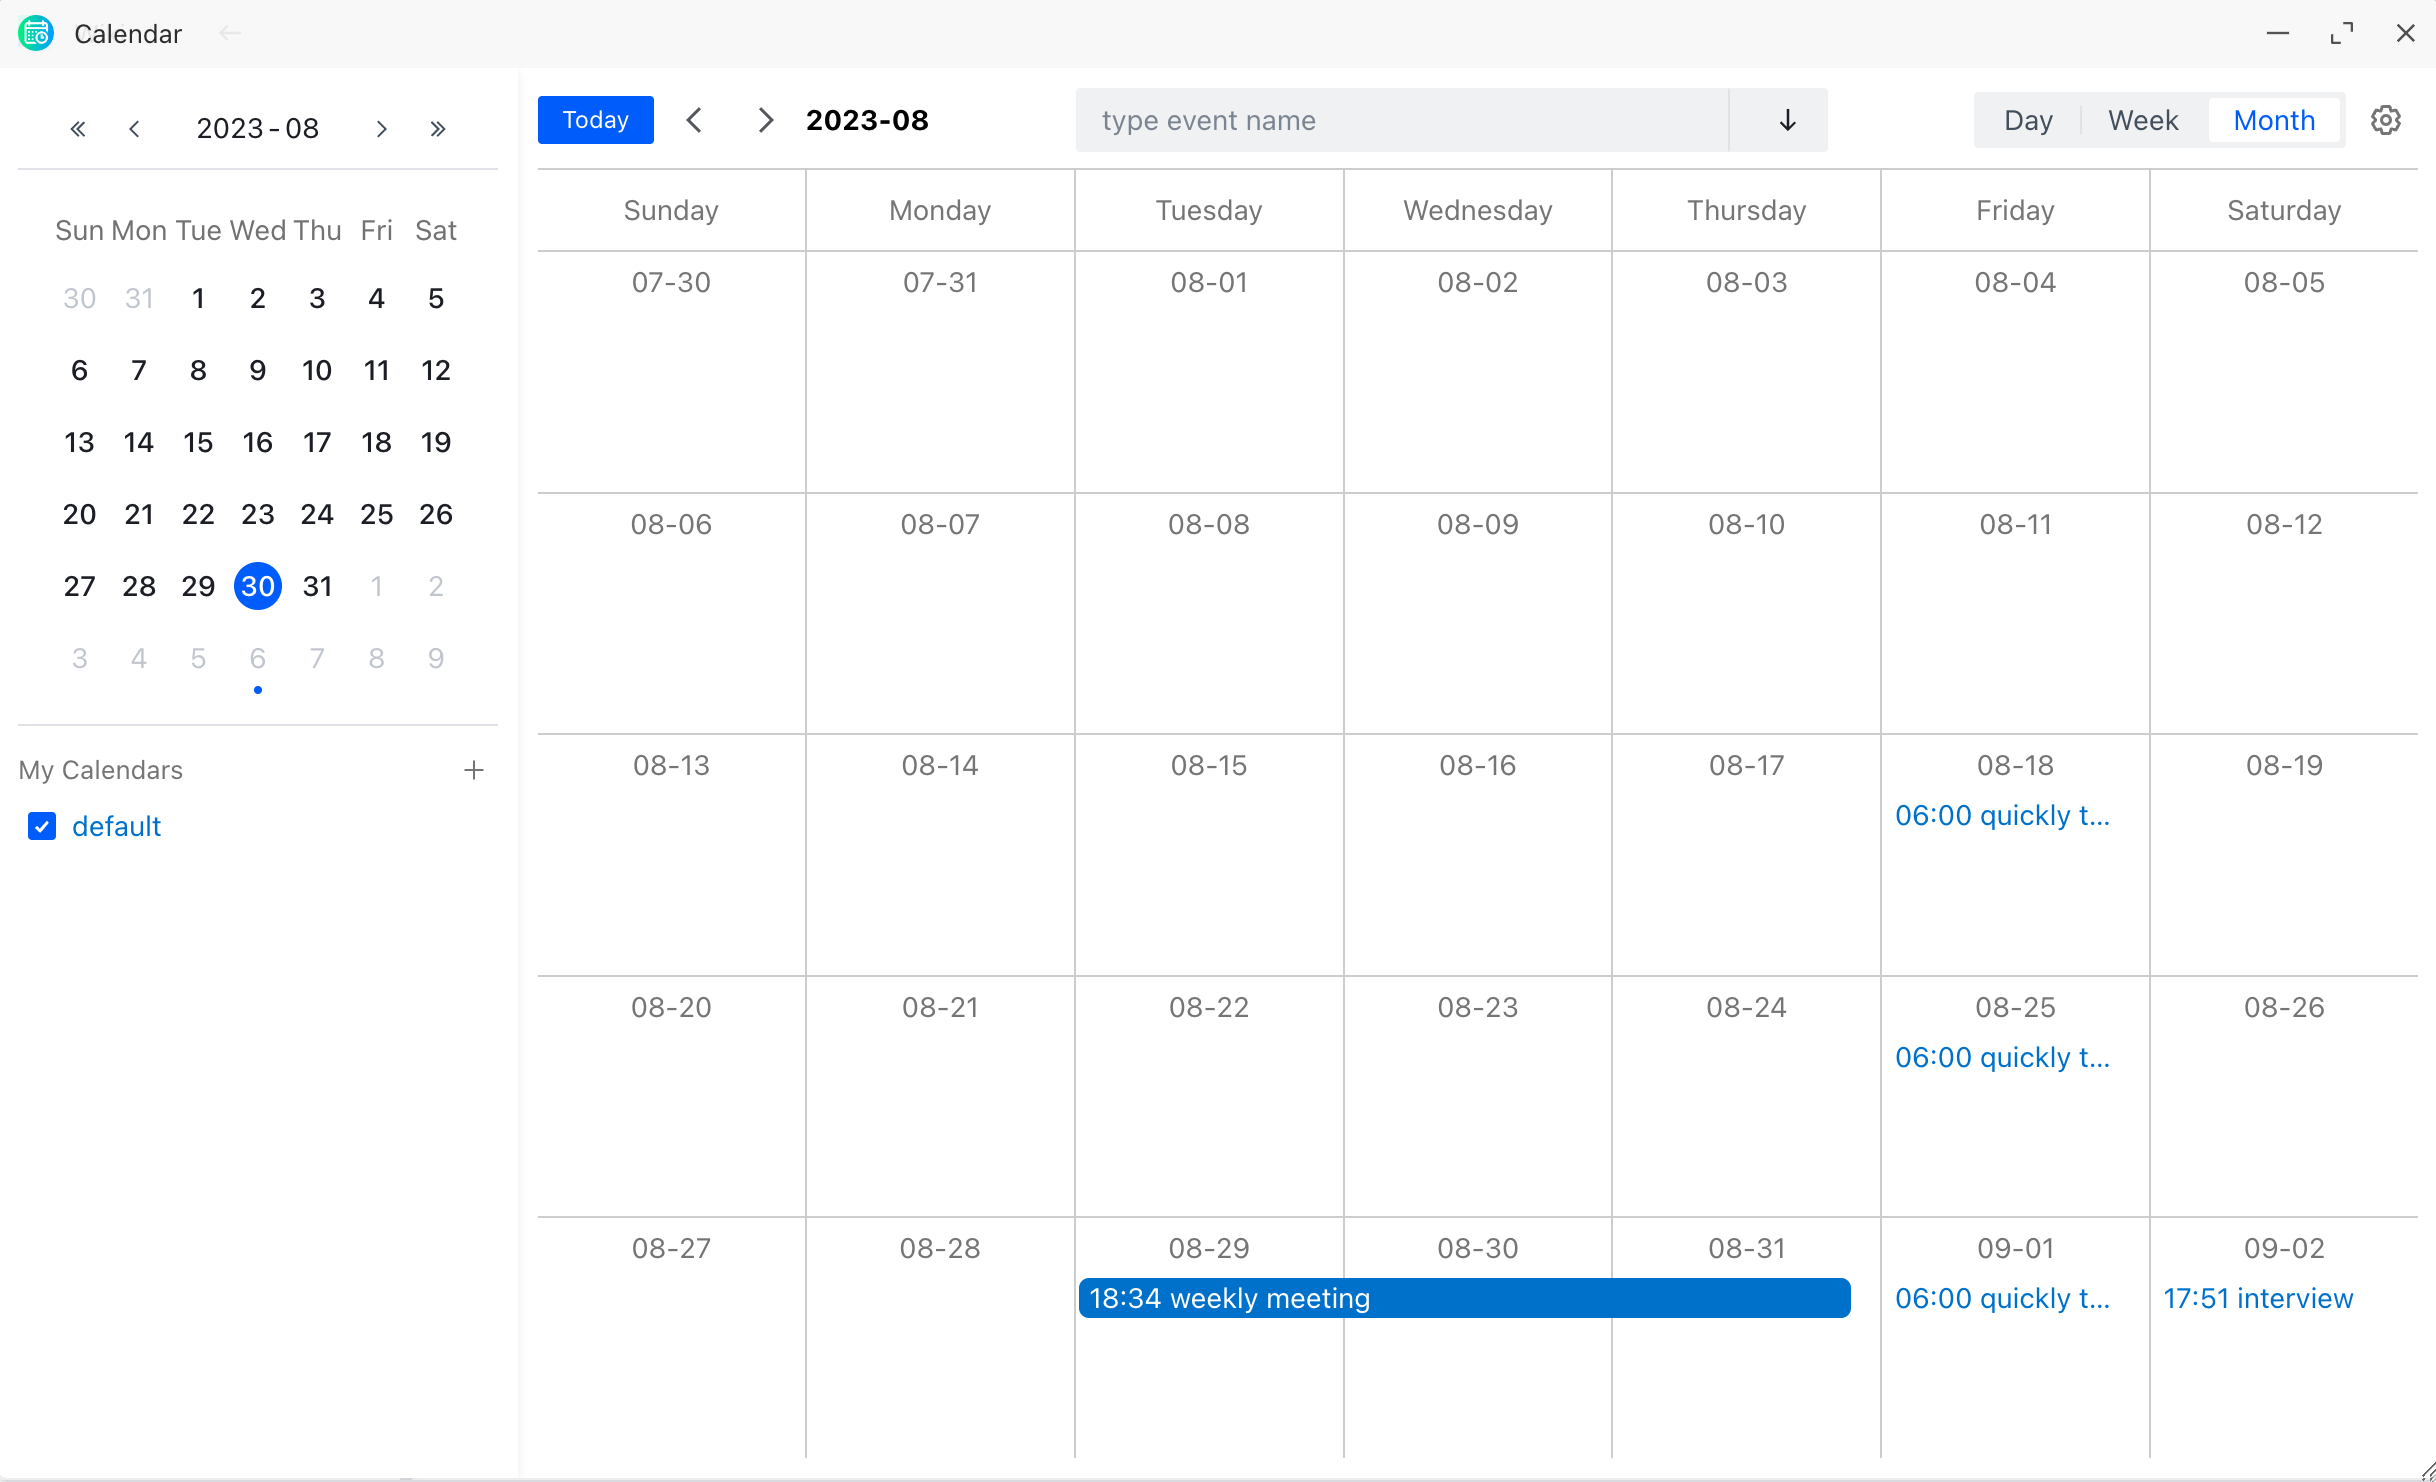 Calendar
2023-08
Sun Mon Tue Wed Thu Fri Sat
30 31 1 2 3 4 5
6 7 8 9 10 11 12
13 14 15 16 17 18 19
20 21 22 23 24 25 26
27 28 29 30 31 1 2
3 4 5 6 7 8 9
My Calendars
default
Today 2023-08 type event name Day Week Month
Sunday Monday Tuesday Wednesday Thursday Friday Saturday
07-30 07-31 08-01 08-02 08-03 08-04 08-05
08-06 08-07 08-08 08-09 08-10 08-11 08-12
08-13 08-14 08-15 08-16 08-17 08-18 08-19
06:00 quickly t...
08-20 08-21 08-22 08-23 08-24 08-25 08-26
06:00 quickly t...
08-27 08-28 08-29 08-30 08-31 09-01 09-02
18:34 weekly meeting 06:00 quickly t... 17:51 interview